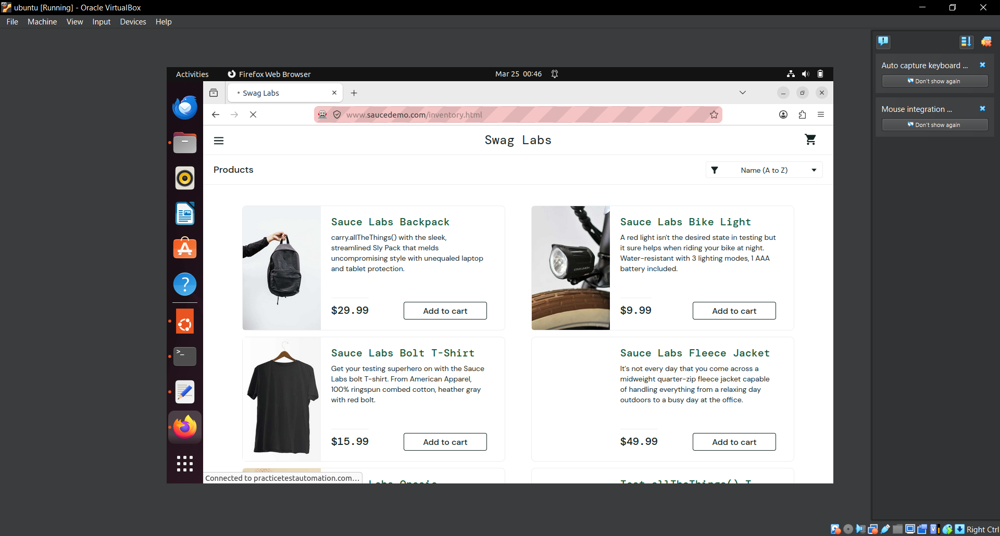 ubuntu [Running] - Oracle VirtualBox
File Machine View Input Devices Help
Auto capture keyboard ...
Don't show again
Mouse integration ...
Don't show again
Activities Firefox Web Browser Mar 25 00:46
Swag Labs
www.saucedemo.com/inventory.html
Swag Labs
Products
Name (A to Z)
Sauce Labs Backpack
carry.allTheThings() with the sleek,
streamlined Sly Pack that melds
uncompromising style with unequaled laptop
and tablet protection.
$29.99 Add to cart
Sauce Labs Bike Light
A red light isn't the desired state in testing but
it sure helps when riding your bike at night.
Water-resistant with 3 lighting modes, 1 AAA
battery included.
STAR UNION
$9.99 Add to cart
Sauce Labs Bolt T-Shirt
Get your testing superhero on with the Sauce
Labs bolt T-shirt. From American Apparel,
100% ringspun combed cotton, heather gray
with red bolt.
$15.99 Add to cart
Sauce Labs Fleece Jacket
It's not every day that you come across a
midweight quarter-zip fleece jacket capable
of handling everything from a relaxing day
outdoors to a busy day at the office.
$49.99 Add to cart
Labs Onesie
Test.allTheThings() T
Connected to practicetestautomation.com...
Right Ctrl